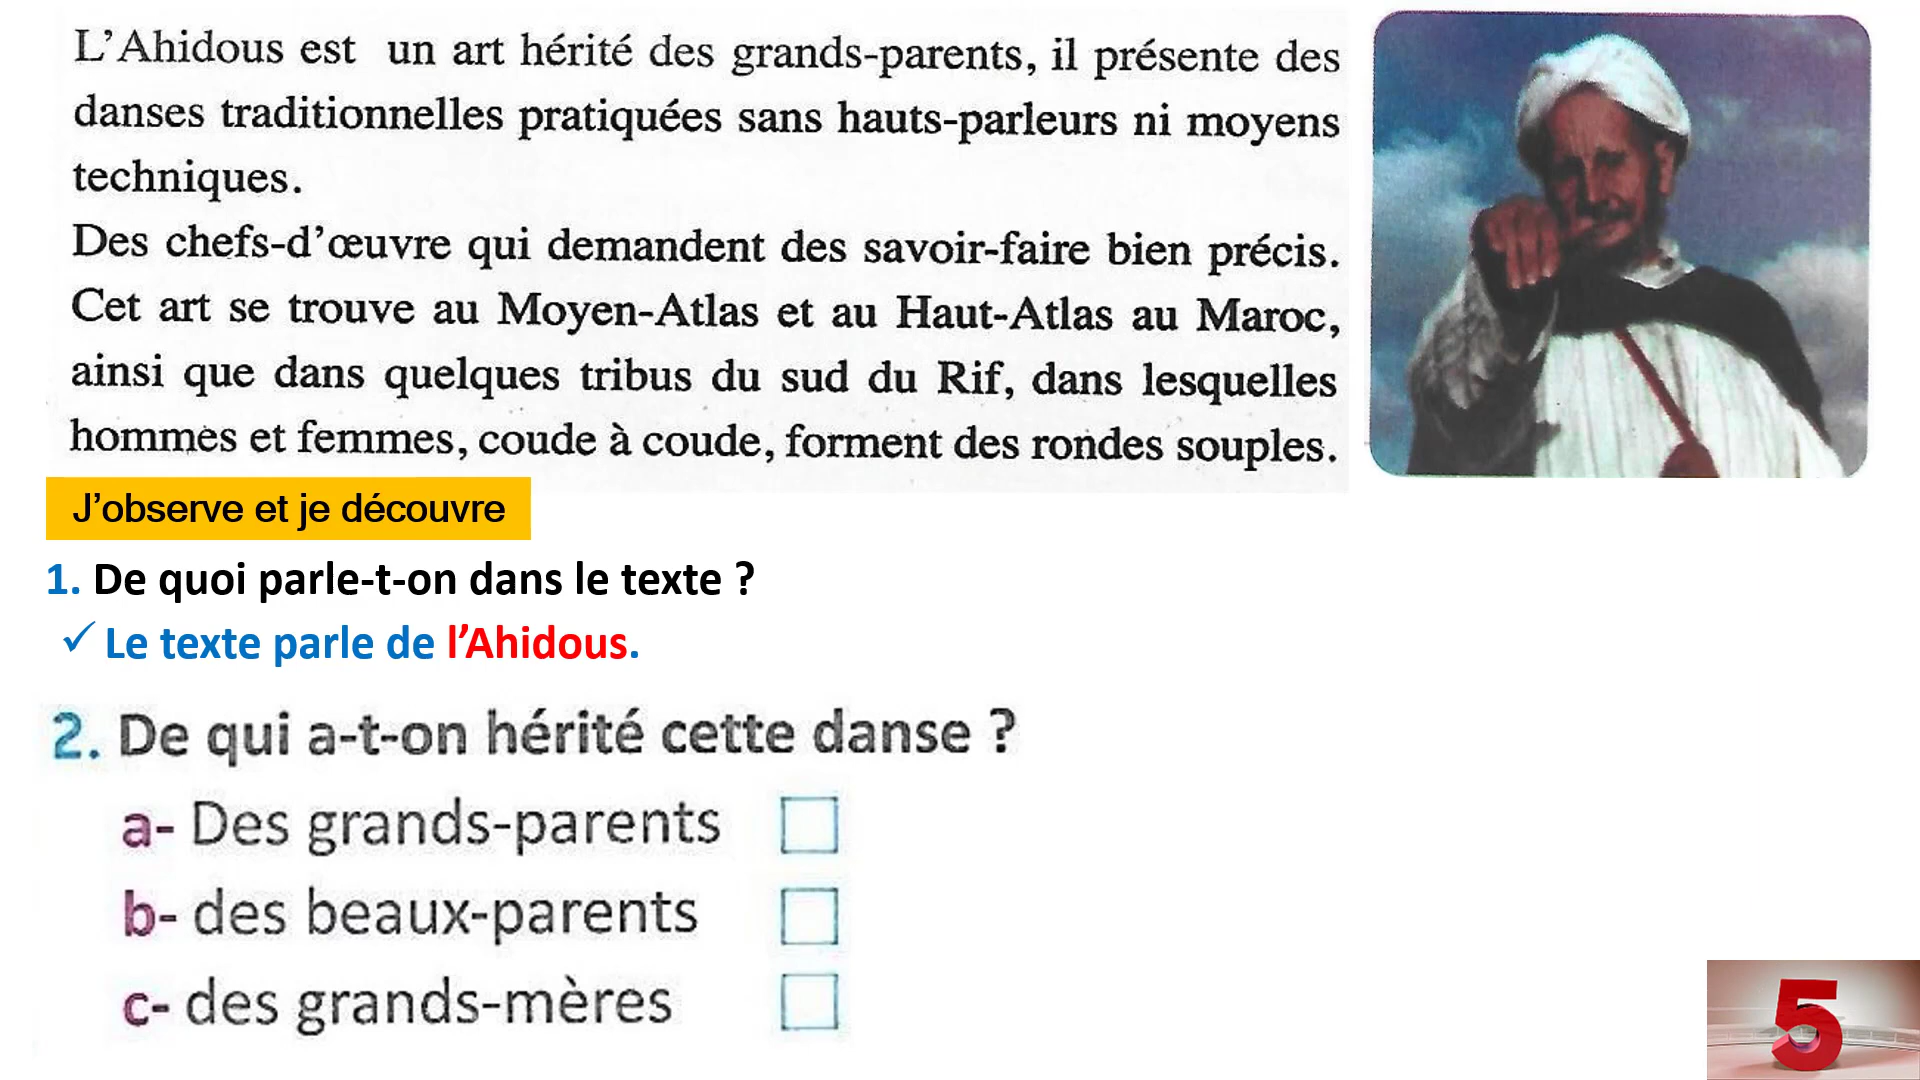 L'Ahidous est un art hérité des grands-parents, il présente des
danses traditionnelles pratiquées sans hauts-parleurs ni moyens
techniques.
Des chefs-d'œuvre qui demandent des savoir-faire bien précis.
Cet art se trouve au Moyen-Atlas et au Haut-Atlas au Maroc,
ainsi que dans quelques tribus du sud du Rif, dans lesquelles
hommes et femmes, coude à coude, forment des rondes souples.
J'observe et je découvre
1. De quoi parle-t-on dans le texte ?
✓ Le texte parle de l'Ahidous.
2. De qui a-t-on hérité cette danse ?
a- Des grands-parents
b- des beaux-parents
c- des grands-mères
5